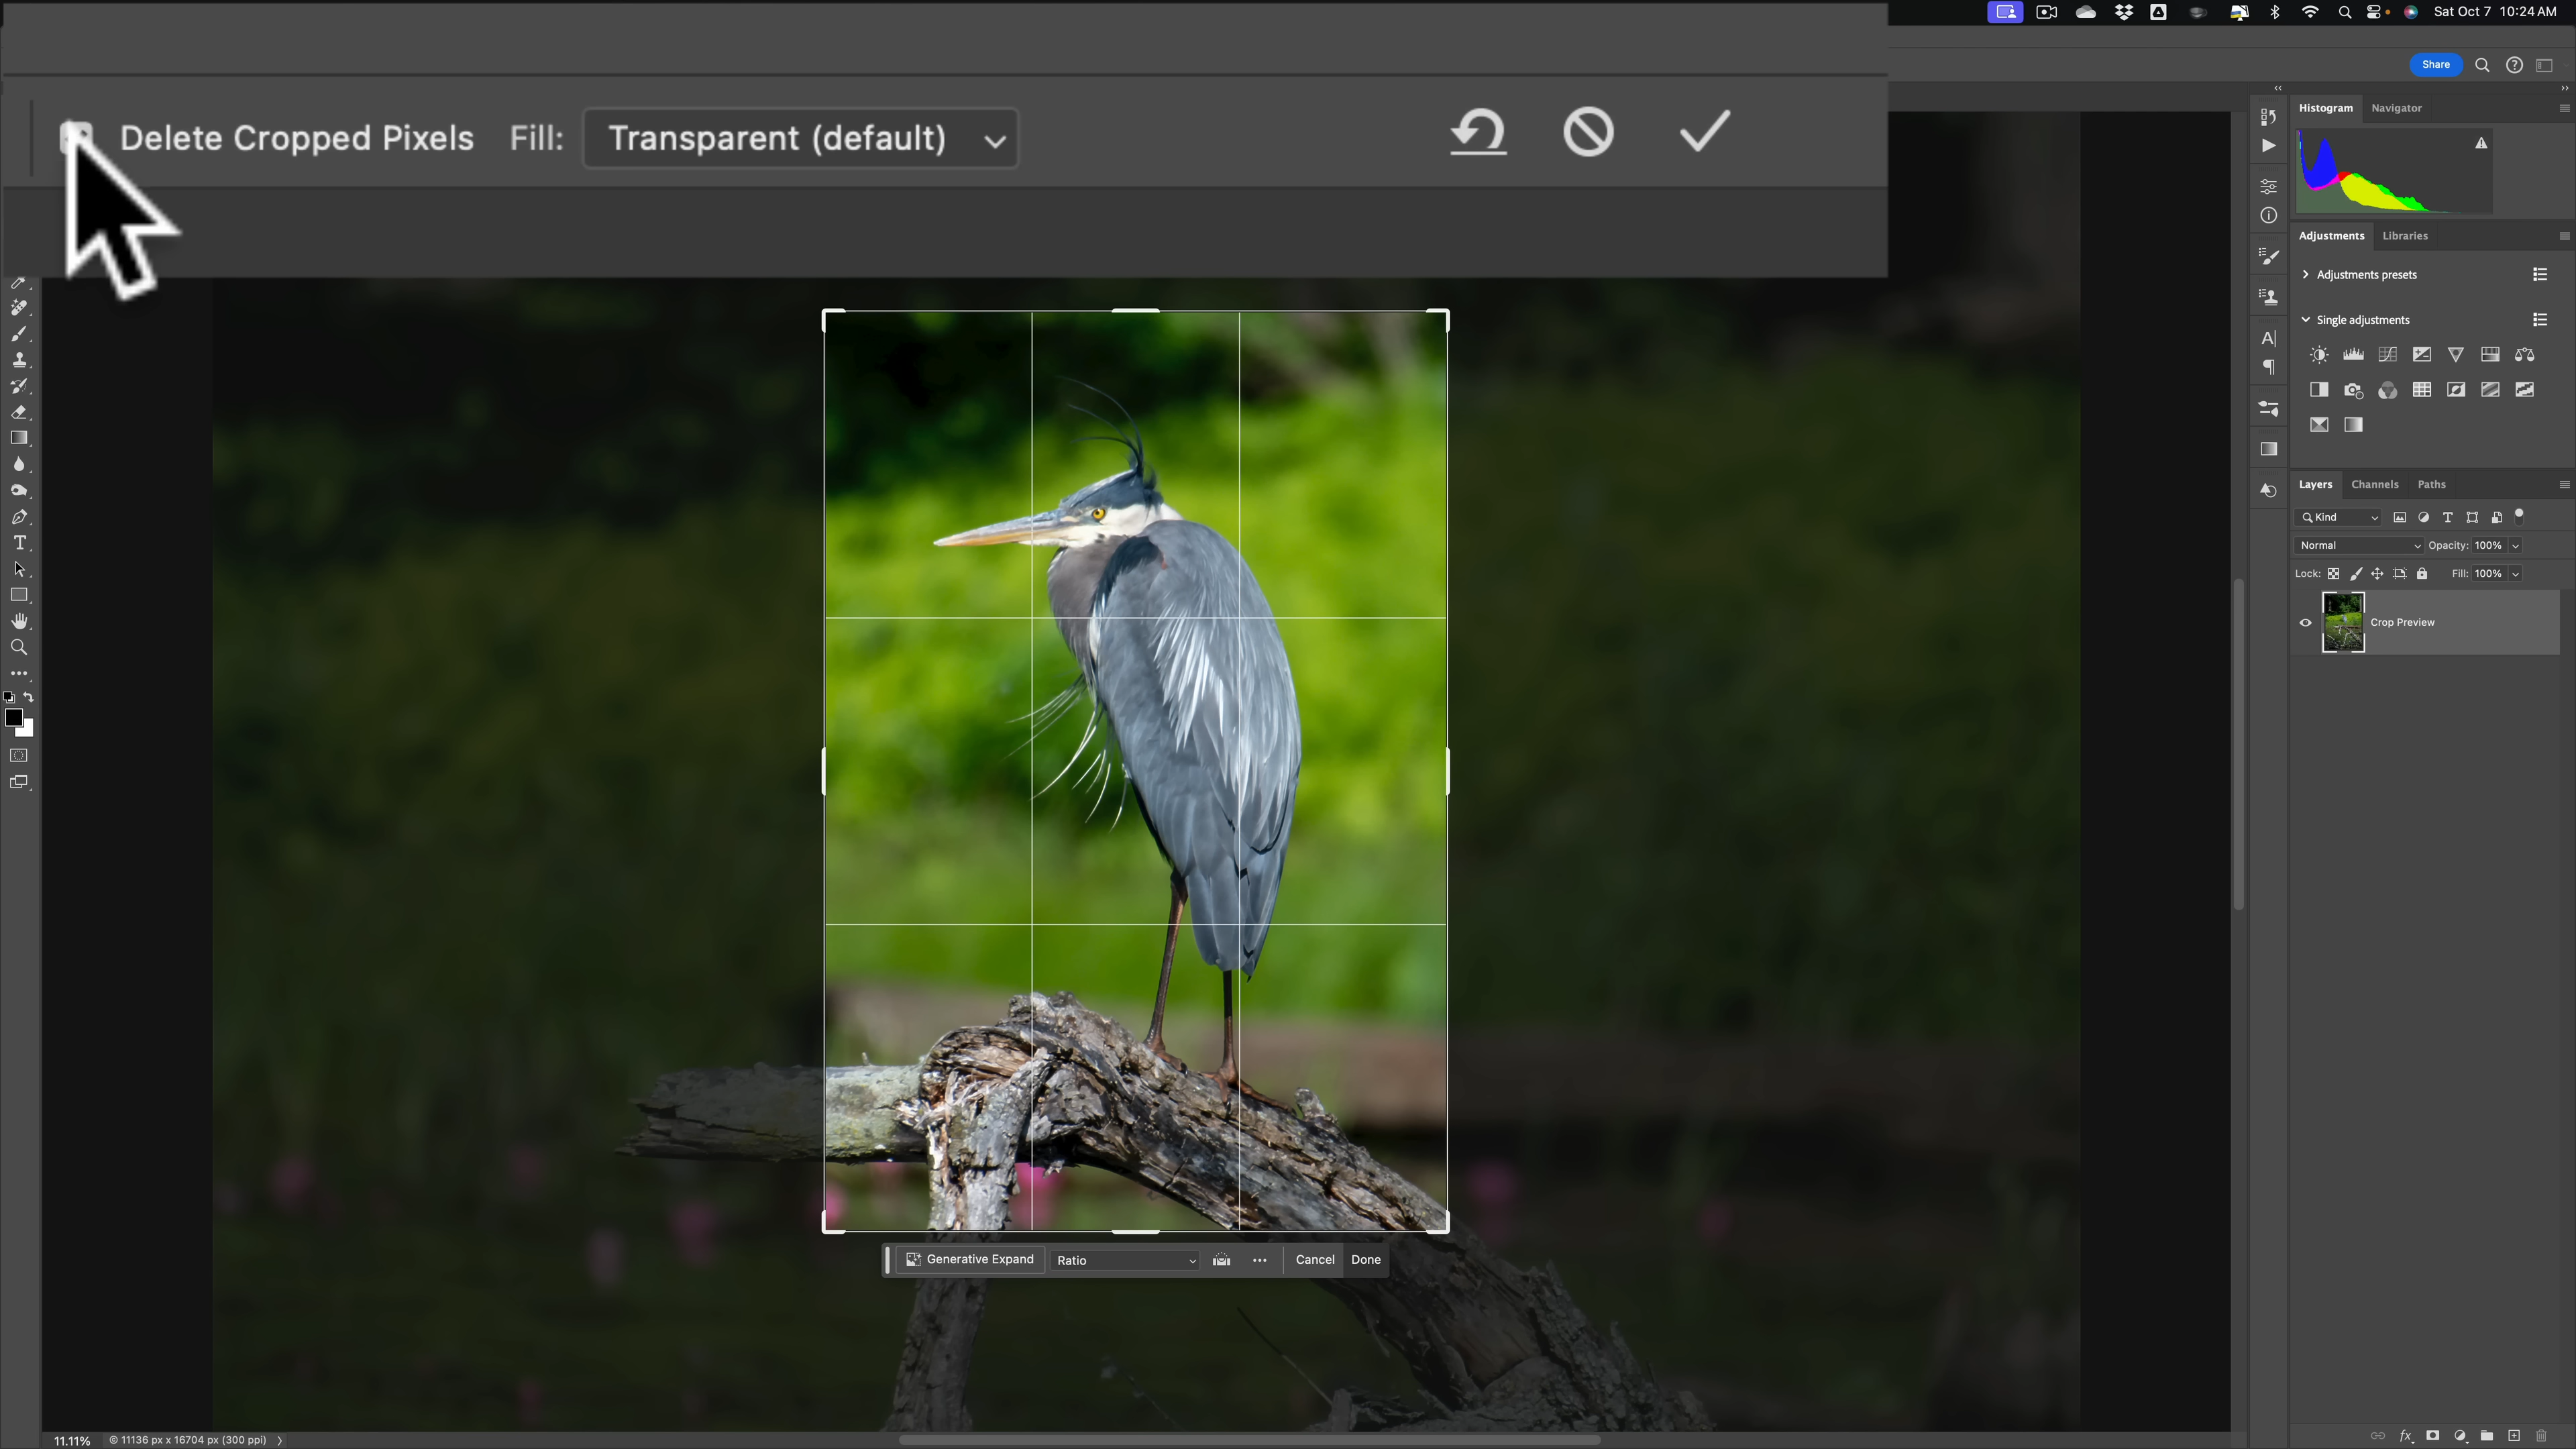 Sat Oct 7 10:24 AM
Share
Delete Cropped Pixels Fill: Transparent (default)
Histogram Navigator
Adjustments Libraries
Adjustments presets
Single adjustments
Layers Channels Paths
Kind
Normal Opacity: 100%
Lock: Fill: 100%
Crop Preview
Generative Expand Ratio Cancel Done
11.11% © 11136 px x 16704 px (300 ppi)